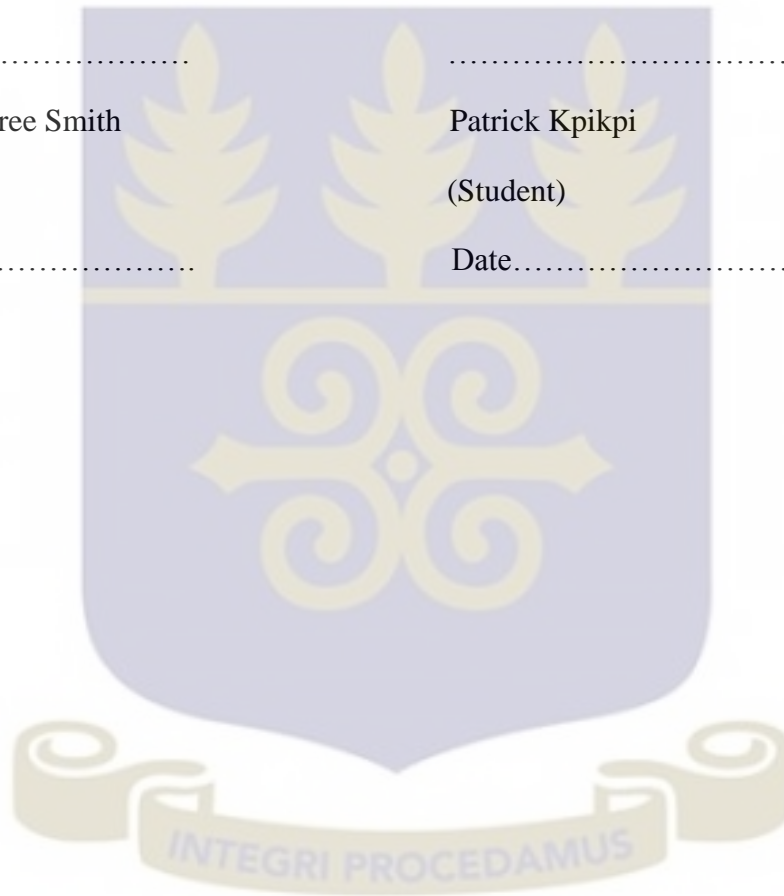 ………………… ……………………………
ree Smith Patrick Kpikpi
(Student)
………………… Date………………………
INTEGRI PROCEDAMUS